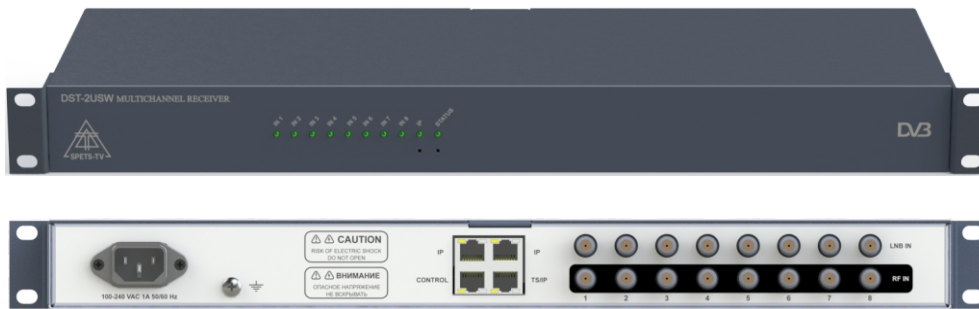 DST-2USW MULTICHANNEL RECEIVER
IN 1 IN 2 IN 3 IN 4 IN 5 IN 6 IN 7 IN 8 IP STATUS
SPETS-TV
DVB
CAUTION
RISK OF ELECTRIC SHOCK
DO NOT OPEN
ВНИМАНИЕ
ОПАСНОЕ НАПРЯЖЕНИЕ
НЕ ВСКРЫВАТЬ
100-240 VAC 1A 50/60 Hz
IP IP
CONTROL TS/IP
LNB IN
RF IN
1 2 3 4 5 6 7 8